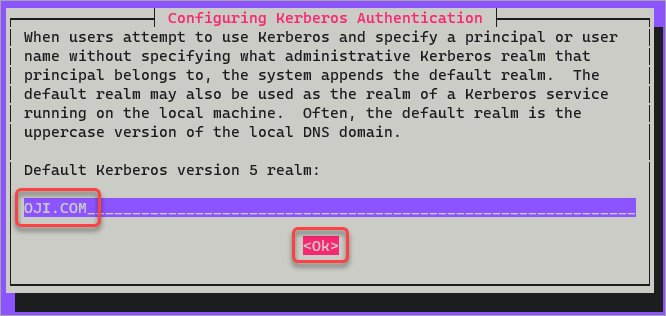 Configuring Kerberos Authentication
When users attempt to use Kerberos and specify a principal or user
name without specifying what administrative Kerberos realm that
principal belongs to, the system appends the default realm.  The
default realm may also be used as the realm of a Kerberos service
running on the local machine.  Often, the default realm is the
uppercase version of the local DNS domain.
Default Kerberos version 5 realm:
OJI.COM_____________________________________________________________
<Ok>